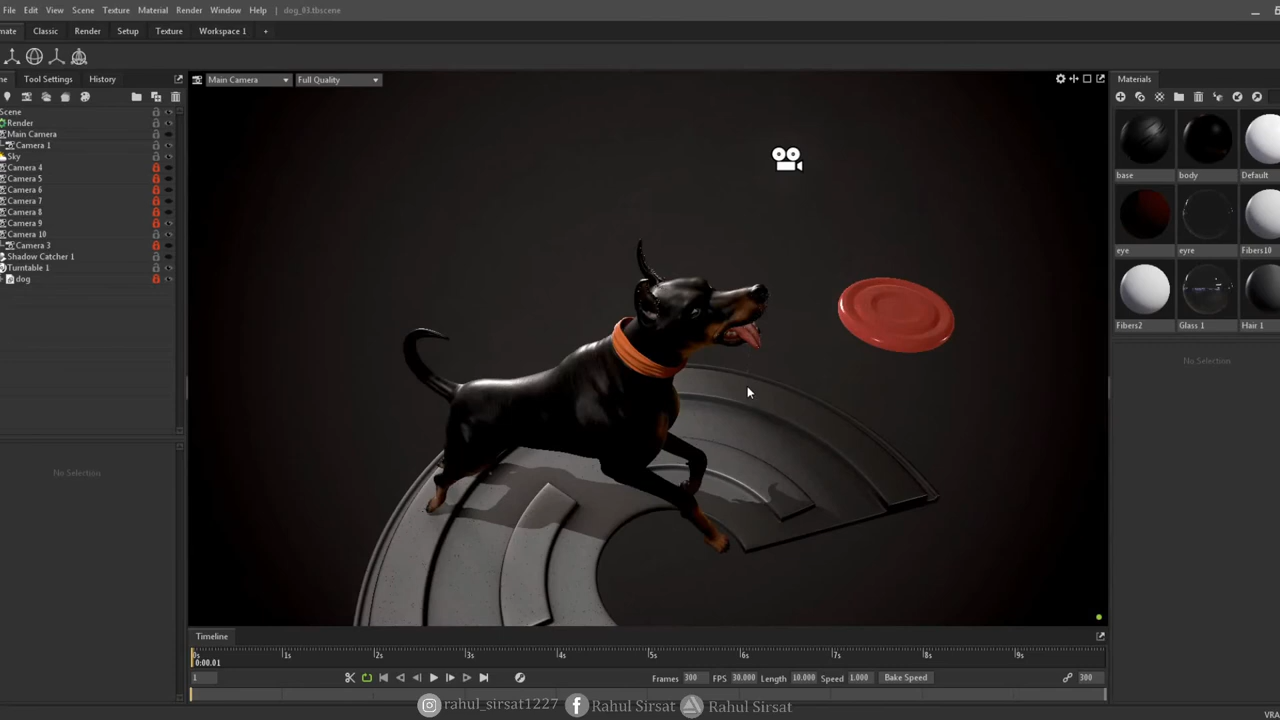 File Edit View Scene Texture Material Render Window Help dog_03.tbscene
mate Classic Render Setup Texture Workspace 1 +
ne Tool Settings History
Main Camera Full Quality
Materials
Scene
Render
Main Camera
Camera 1
Sky
Camera 4
Camera 5
Camera 6
Camera 7
Camera 8
Camera 9
Camera 10
Camera 3
Shadow Catcher 1
Turntable 1
dog
No Selection
base body Default
eye eyre Fibers10
Fibers2 Glass 1 Hair 1
No Selection
Timeline
0s 1s 2s 3s 4s 5s 6s 7s 8s 9s
0:00.01
1 Frames 300 FPS 30.000 Length 10.000 Speed 1.000 Bake Speed 300
rahul_sirsat1227 Rahul Sirsat Rahul Sirsat
VRA